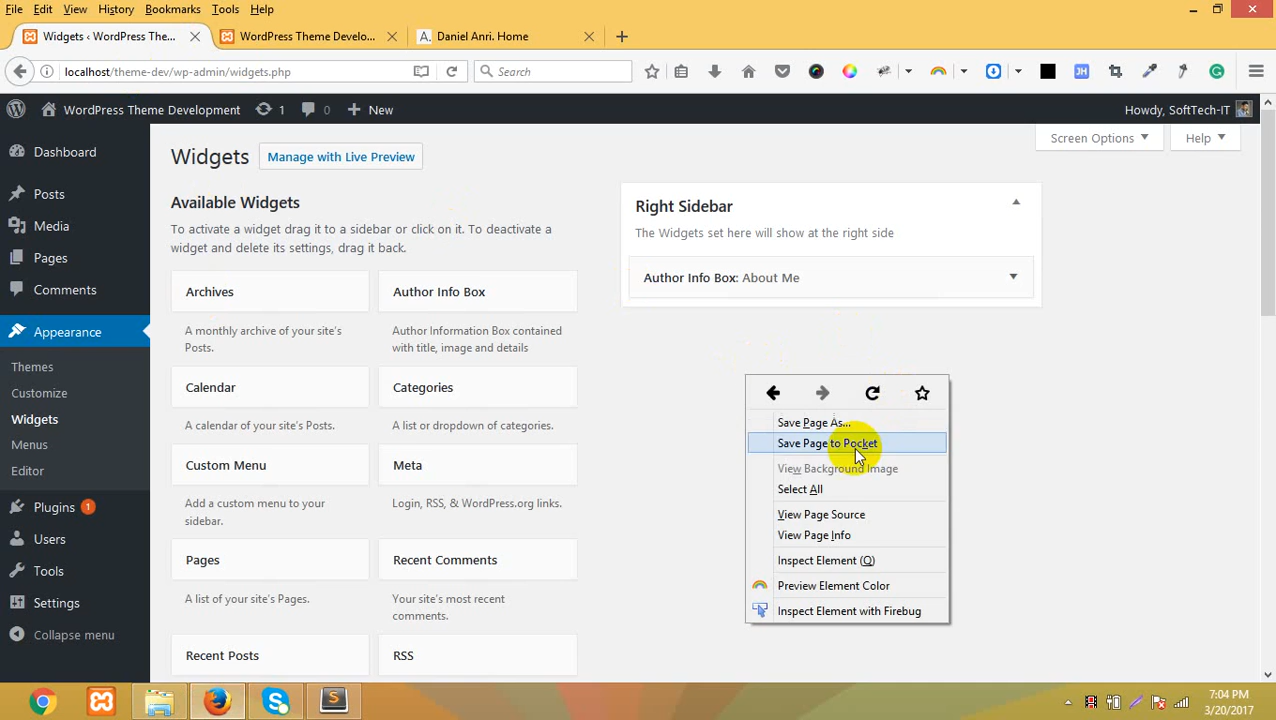 File Edit View History Bookmarks Tools Help
Widgets ‹ WordPress The...
WordPress Theme Develo...
A. Daniel Anri. Home
localhost/theme-dev/wp-admin/widgets.php
Search
JH
WordPress Theme Development
1
0
New
Howdy, SoftTech-IT
Dashboard
Posts
Media
Pages
Comments
Appearance
Themes
Customize
Widgets
Menus
Editor
Plugins 1
Users
Tools
Settings
Collapse menu
Screen Options
Help
Widgets
Manage with Live Preview
Available Widgets
To activate a widget drag it to a sidebar or click on it. To deactivate a
widget and delete its settings, drag it back.
Archives
A monthly archive of your site's
Posts.
Author Info Box
Author Information Box contained
with title, image and details
Calendar
A calendar of your site's Posts.
Categories
A list or dropdown of categories.
Custom Menu
Add a custom menu to your
sidebar.
Meta
Login, RSS, & WordPress.org links.
Pages
A list of your site's Pages.
Recent Comments
Your site's most recent
comments.
Recent Posts
RSS
Right Sidebar
The Widgets set here will show at the right side
Author Info Box: About Me
Save Page As...
Save Page to Pocket
View Background Image
Select All
View Page Source
View Page Info
Inspect Element (Q)
Preview Element Color
Inspect Element with Firebug
7:04 PM
3/20/2017